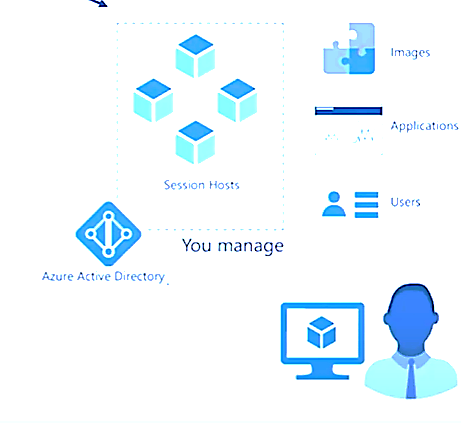 Images
Applications
Session Hosts
Users
You manage
Azure Active Directory